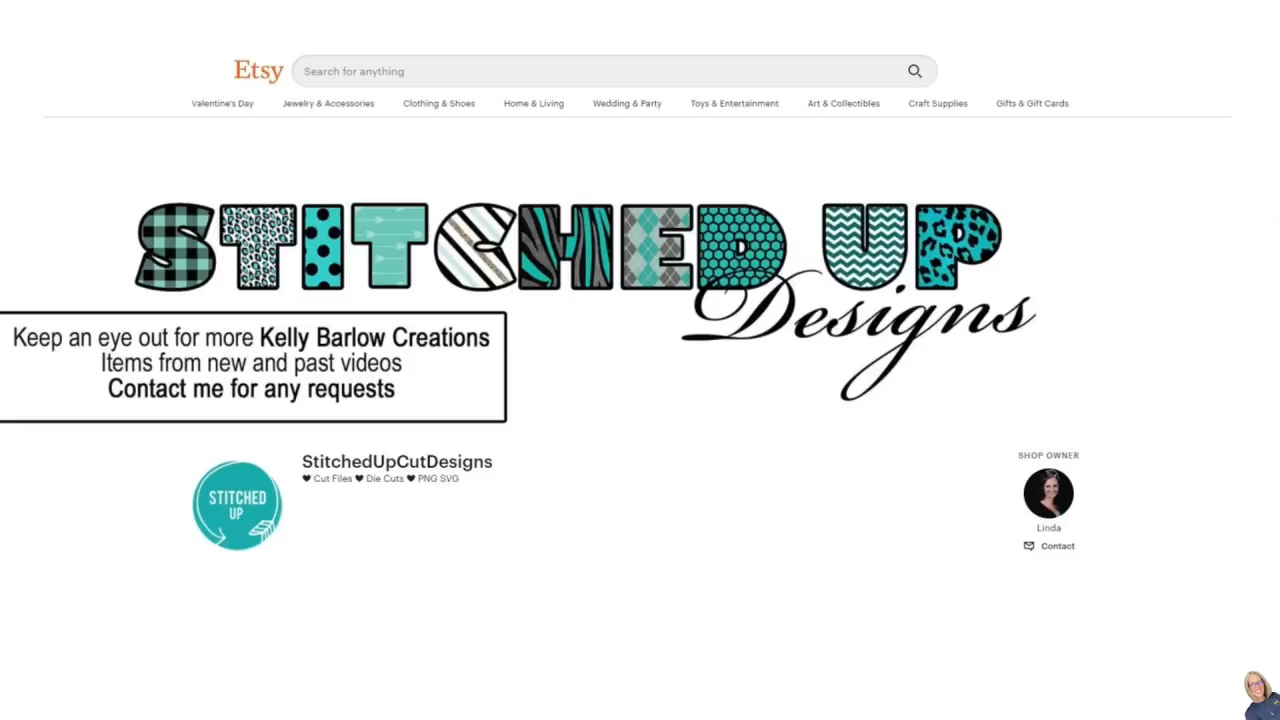 Etsy
Search for anything
Valentine's Day Jewelry & Accessories Clothing & Shoes Home & Living Wedding & Party Toys & Entertainment Art & Collectibles Craft Supplies Gifts & Gift Cards
STITCHED UP
Designs
Keep an eye out for more Kelly Barlow Creations
Items from new and past videos
Contact me for any requests
StitchedUpCutDesigns
♥ Cut Files ♥ Die Cuts ♥ PNG SVG
STITCHED
UP
SHOP OWNER
Linda
Contact